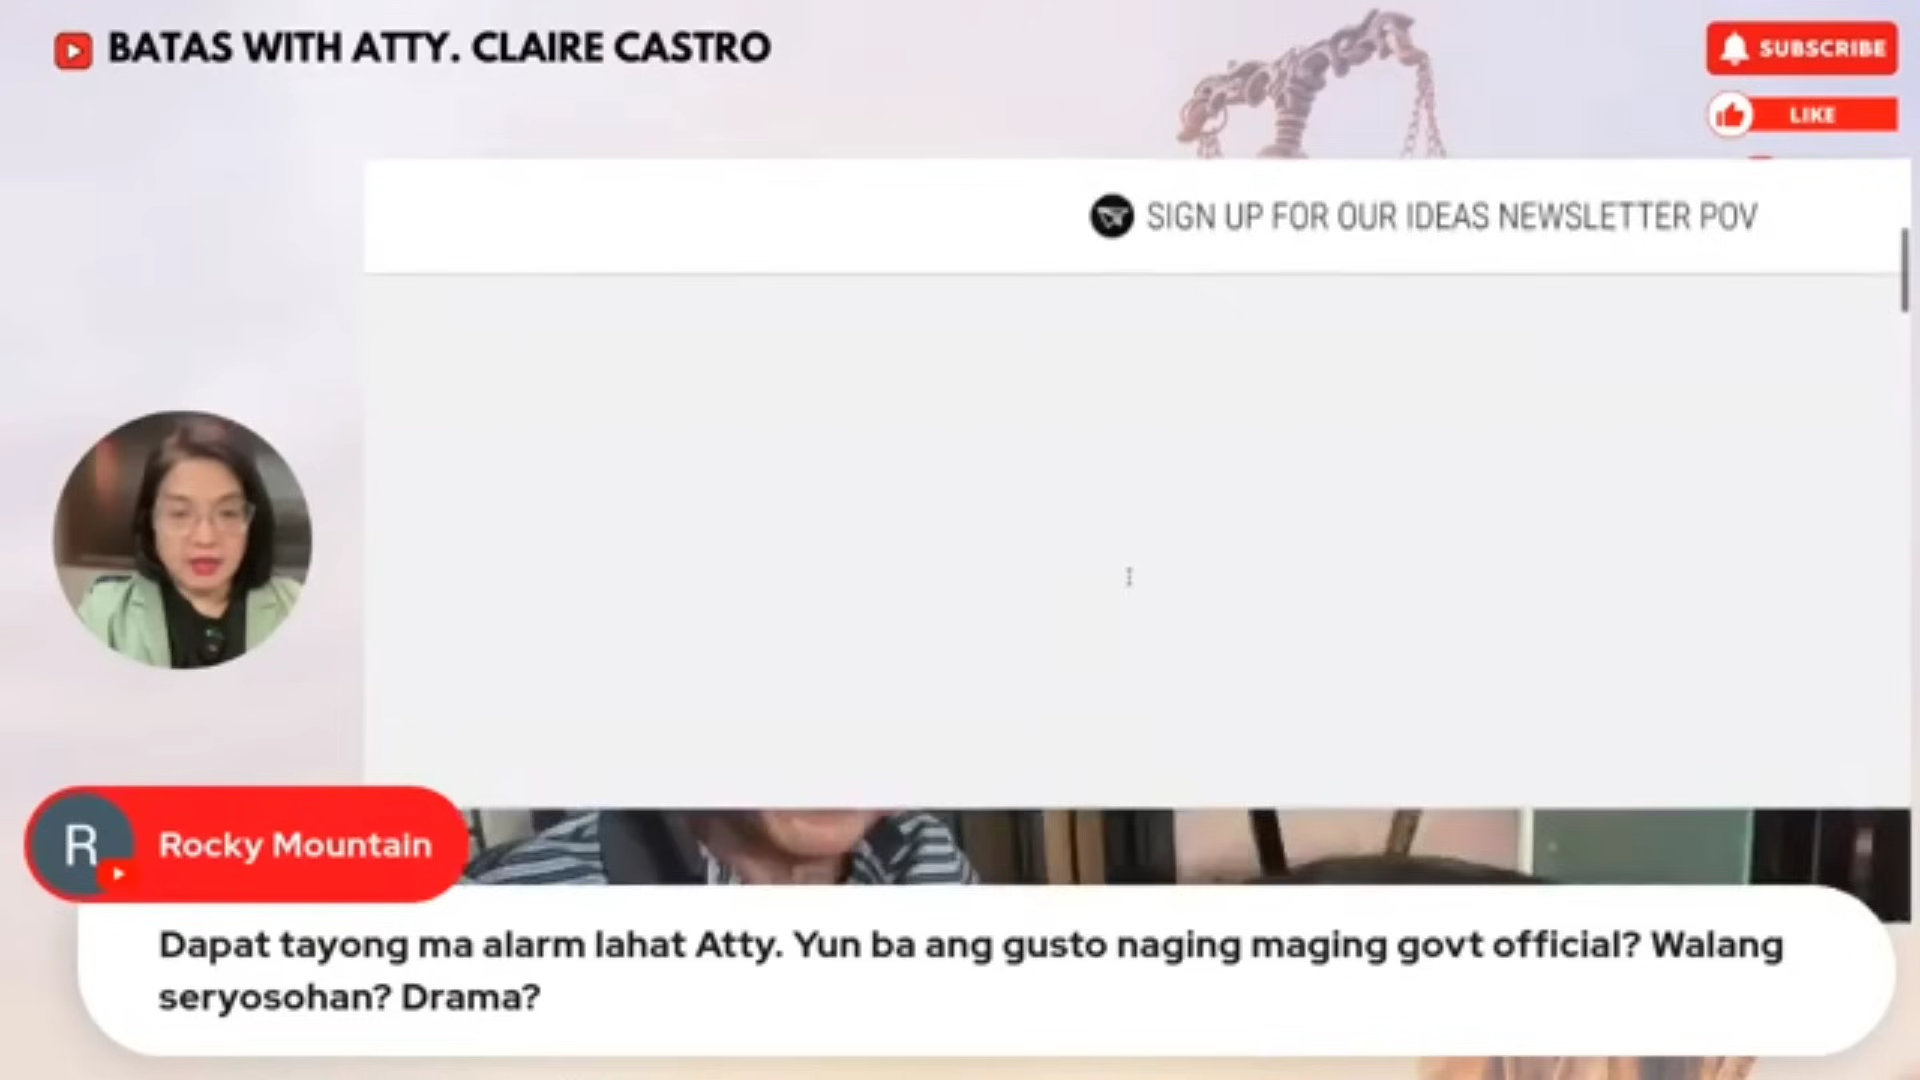 BATAS WITH ATTY. CLAIRE CASTRO
SUBSCRIBE
LIKE
SIGN UP FOR OUR IDEAS NEWSLETTER POV
R
Rocky Mountain
Dapat tayong ma alarm lahat Atty. Yun ba ang gusto naging maging govt official? Walang
seryosohan? Drama?